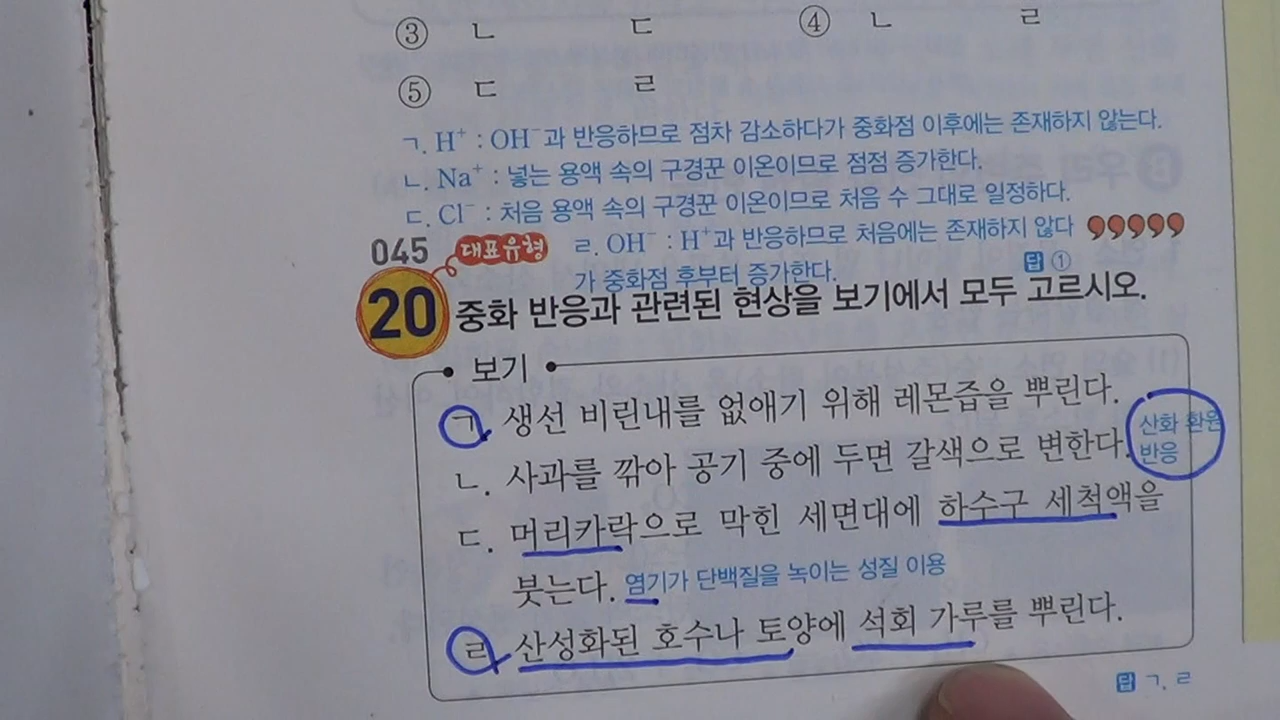 ③ ㄴ ㄷ ④ ㄴ ㄹ
⑤ ㄷ ㄹ
ㄱ. H⁺ : OH⁻과 반응하므로 점차 감소하다가 중화점 이후에는 존재하지 않는다.
ㄴ. Na⁺ : 넣는 용액 속의 구경꾼 이온이므로 점점 증가한다.
ㄷ. Cl⁻ : 처음 용액 속의 구경꾼 이온이므로 처음 수 그대로 일정하다.
045 대표유형 ㄹ. OH⁻ : H⁺과 반응하므로 처음에는 존재하지 않다
가 중화점 후부터 증가한다. 답 ①
20 중화 반응과 관련된 현상을 보기에서 모두 고르시오.
보기
ㄱ. 생선 비린내를 없애기 위해 레몬즙을 뿌린다.
ㄴ. 사과를 깎아 공기 중에 두면 갈색으로 변한다. 산화 환원
반응
ㄷ. 머리카락으로 막힌 세면대에 하수구 세척액을
붓는다. 염기가 단백질을 녹이는 성질 이용
ㄹ. 산성화된 호수나 토양에 석회 가루를 뿌린다.
답 ㄱ, ㄹ